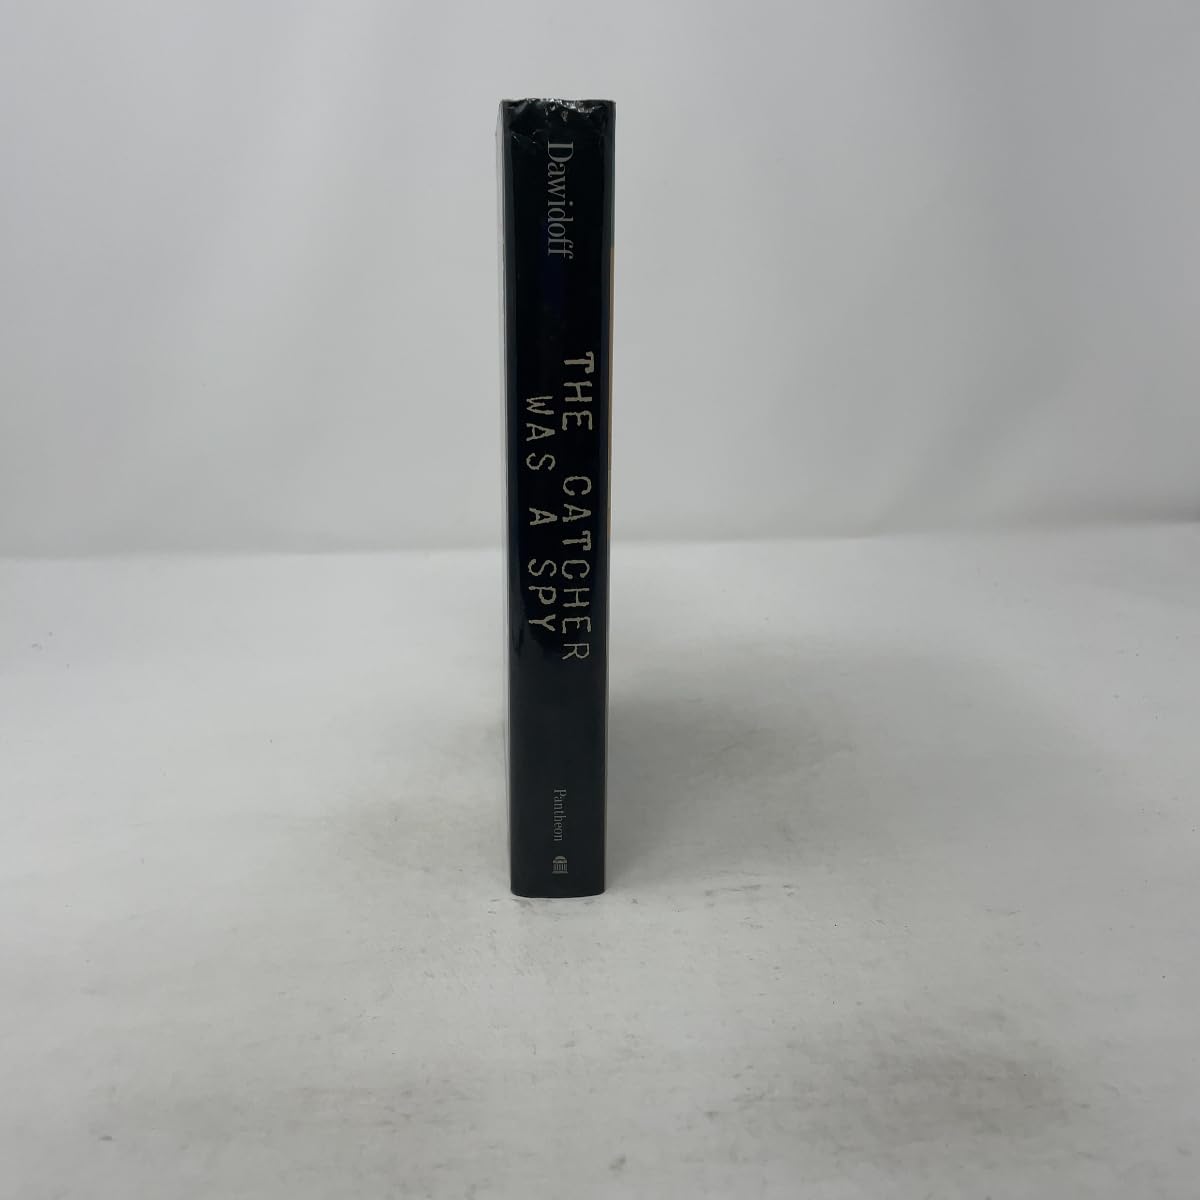 Dawidoff
THE CATCHER
WAS A SPY
Pantheon